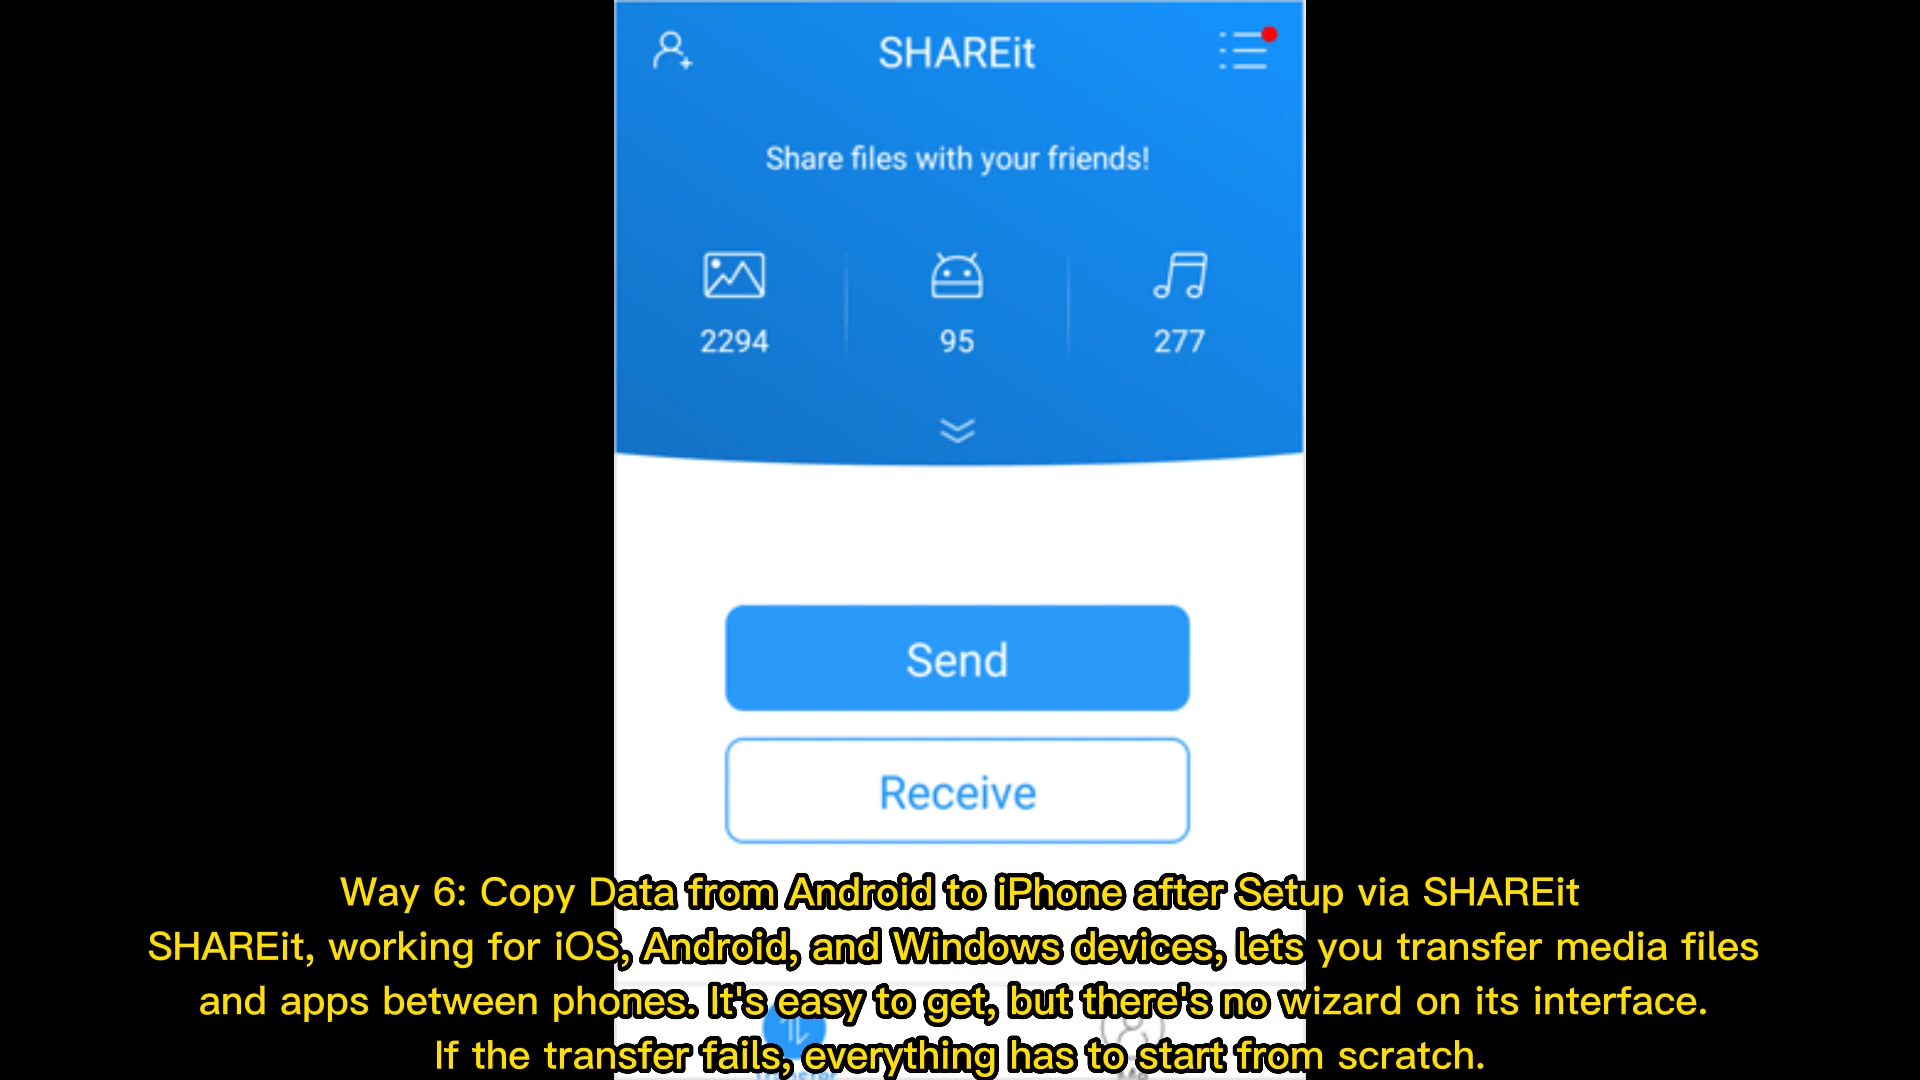 SHAREit
Share files with your friends!
2294 95 277
Send
Receive
Way 6: Copy Data from Android to iPhone after Setup via SHAREit
SHAREit, working for iOS, Android, and Windows devices, lets you transfer media files
and apps between phones. It's easy to get, but there's no wizard on its interface.
If the transfer fails, everything has to start from scratch.